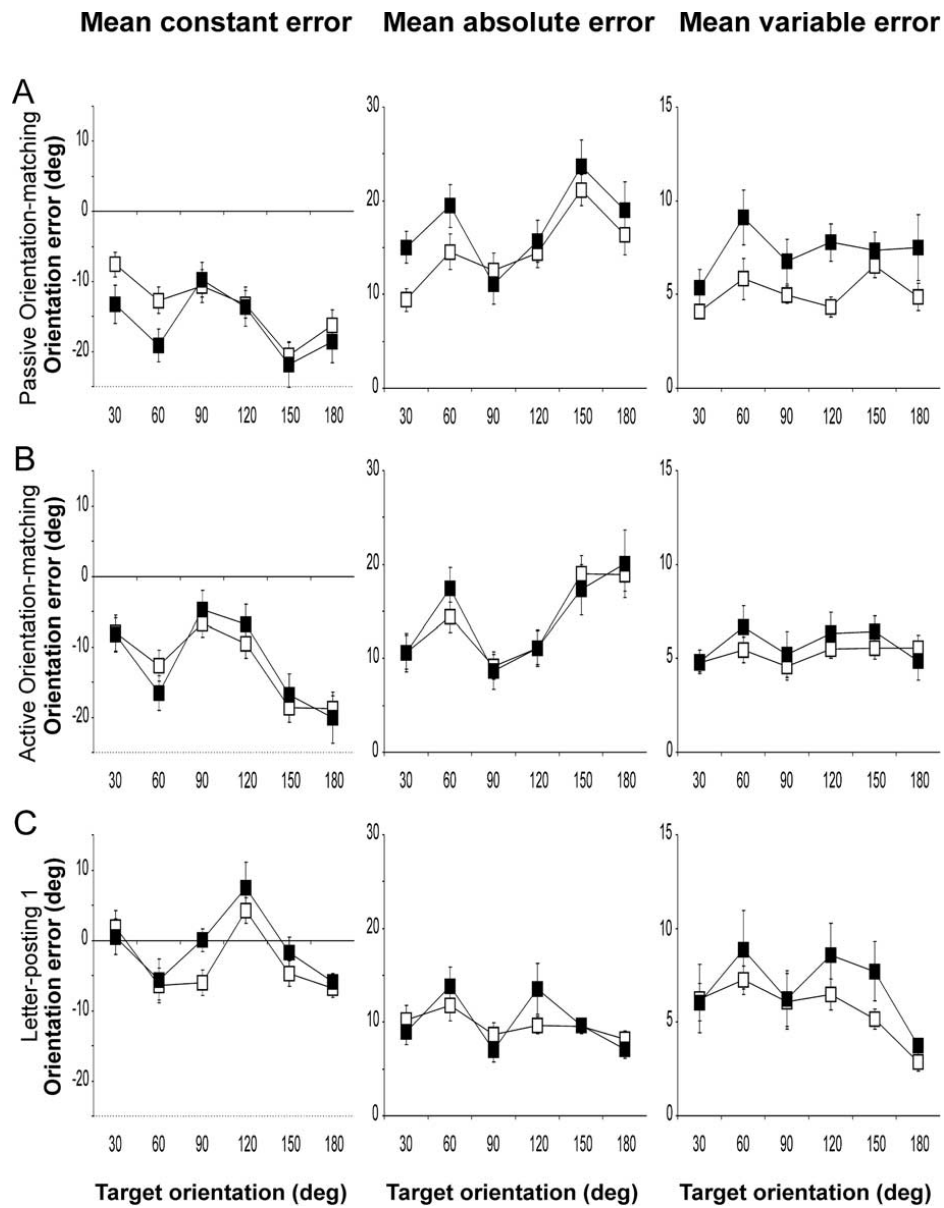 Mean constant error Mean absolute error Mean variable error
A
Passive Orientation-matching
Orientation error (deg)
10
0
-10
-20
30 60 90 120 150 180
30
20
10
0
30 60 90 120 150 180
15
10
5
0
30 60 90 120 150 180
B
Active Orientation-matching
Orientation error (deg)
10
0
-10
-20
30 60 90 120 150 180
30
20
10
0
30 60 90 120 150 180
15
10
5
0
30 60 90 120 150 180
C
Letter-posting 1
Orientation error (deg)
10
0
-10
-20
30 60 90 120 150 180
30
20
10
0
30 60 90 120 150 180
15
10
5
0
30 60 90 120 150 180
Target orientation (deg) Target orientation (deg) Target orientation (deg)